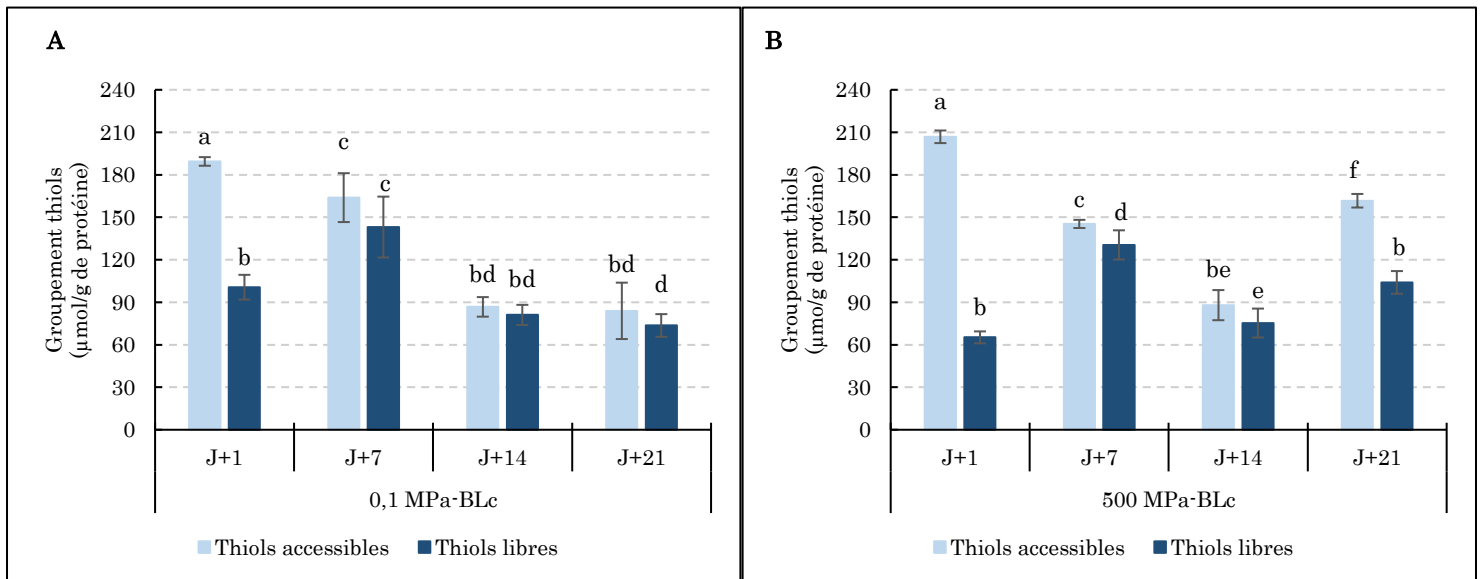 A
Groupement thiols
(µmol/g de protéine)
240
210
180
150
120
90
60
30
0
a
b
c
c
bd
bd
bd
d
J+1
J+7
J+14
J+21
0,1 MPa-BLc
Thiols accessibles
Thiols libres
B
Groupement thiols
(µmo/g de protéine)
240
210
180
150
120
90
60
30
0
a
b
c
d
be
e
f
b
J+1
J+7
J+14
J+21
500 MPa-BLc
Thiols accessibles
Thiols libres